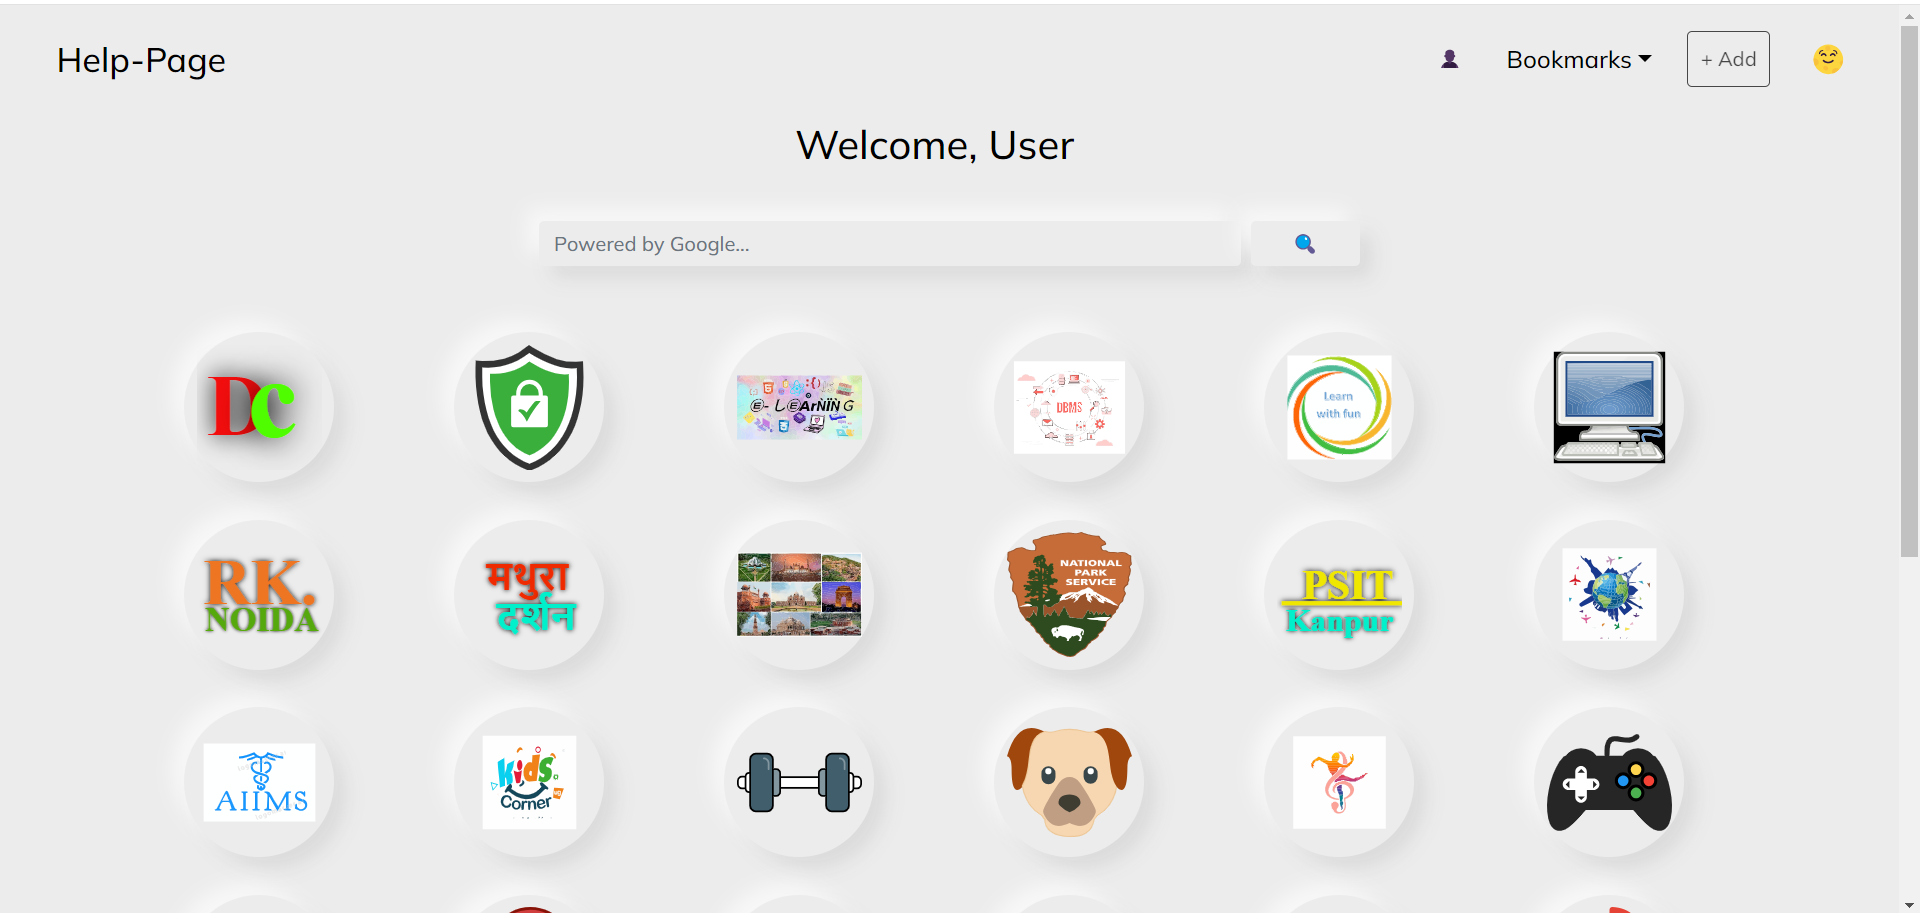 Help-Page
Bookmarks
+ Add
Welcome, User
Powered by Google...
DC
E-LEArNiNG
DBMS
Learn
with fun
RK.
NOIDA
मथुरा
दर्शन
NATIONAL
PARK
SERVICE
PSIT
Kanpur
AIIMS
kids
Corner